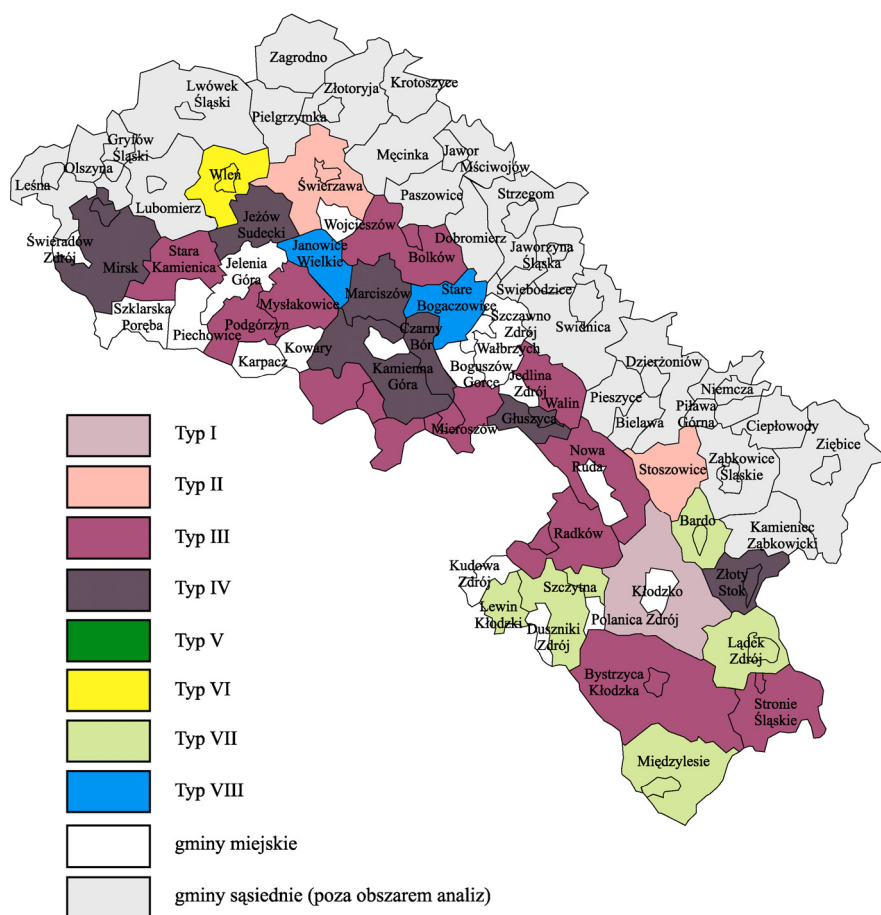 Zagrodno
Lwówek
Śląski
Złotoryja
Krotoszyce
Pielgrzymka
Gryfów
Śląski
Olszyna
Leśna
Wleń
Świerzawa
Męcinka
Jawor
Mściwojów
Lubomierz
Paszowice
Strzegom
Świeradów
Zdrój
Mirsk
Stara
Kamienica
Jeżów
Sudecki
Wojcieszów
Janowice
Wielkie
Bolków
Dobromierz
Jaworzyna
Śląska
Jelenia
Góra
Marciszów
Stare
Bogaczowice
Świebodzice
Szklarska
Poręba
Piechowice
Mysłakowice
Podgórzyn
Szczawno
Zdrój
Świdnica
Karpacz
Kowary
Czarny
Bór
Kamienna
Góra
Wałbrzych
Boguszów
Gorce
Jedlina
Zdrój
Walin
Dzierżoniów
Niemcza
Pieszyce
Bielawa
Piława
Górna
Ciepłowody
Ziębice
Mieroszów
Głuszyca
Nowa
Ruda
Stoszowice
Ząbkowice
Śląskie
Radków
Bardo
Kamieniec
Ząbkowicki
Kudowa
Zdrój
Lewin
Kłodzki
Szczytna
Duszniki
Zdrój
Kłodzko
Polanica Zdrój
Złoty
Stok
Lądek
Zdrój
Bystrzyca
Kłodzka
Stronie
Śląskie
Międzylesie
Typ I
Typ II
Typ III
Typ IV
Typ V
Typ VI
Typ VII
Typ VIII
gminy miejskie
gminy sąsiednie (poza obszarem analiz)